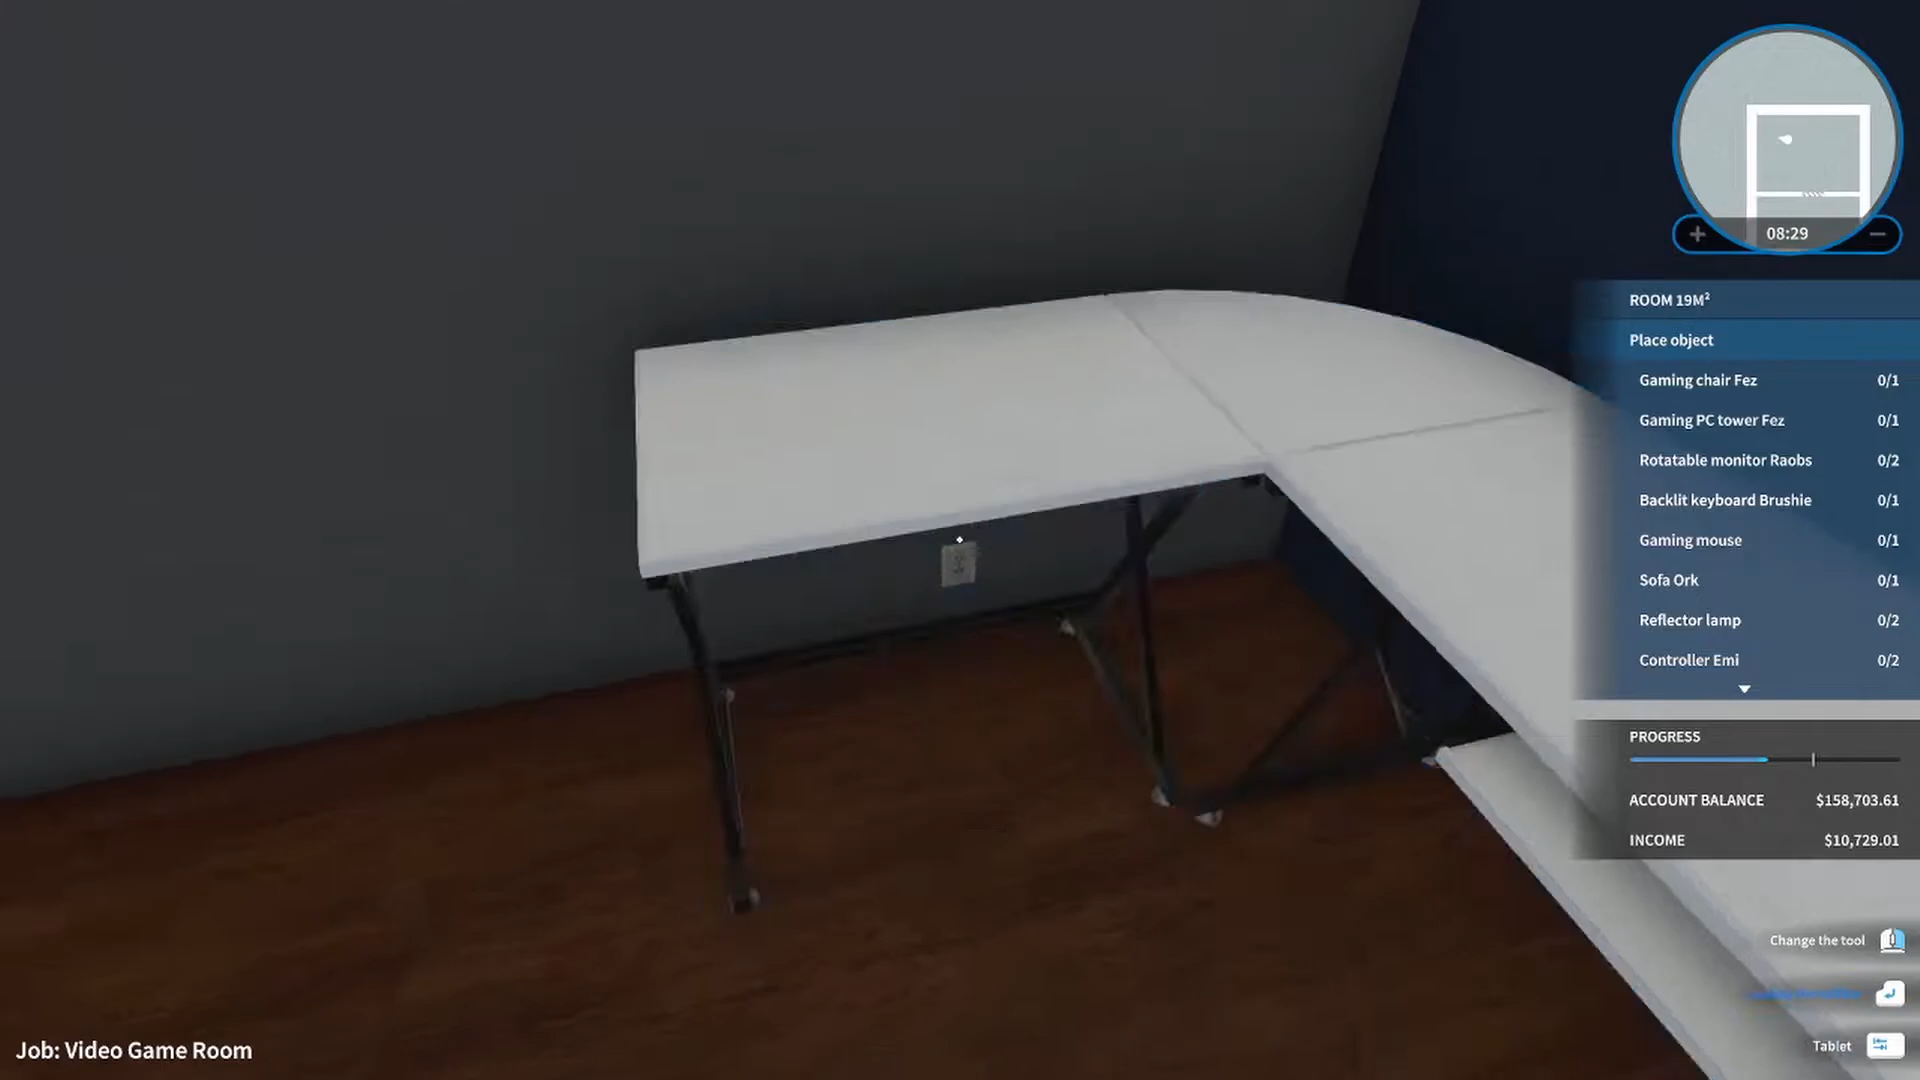 08:29
ROOM 19M²
Place object
Gaming chair Fez 0/1
Gaming PC tower Fez 0/1
Rotatable monitor Raobs 0/2
Backlit keyboard Brushie 0/1
Gaming mouse 0/1
Sofa Ork 0/1
Reflector lamp 0/2
Controller Emi 0/2
PROGRESS
ACCOUNT BALANCE $158,703.61
INCOME $10,729.01
Change the tool
Tablet
Job: Video Game Room